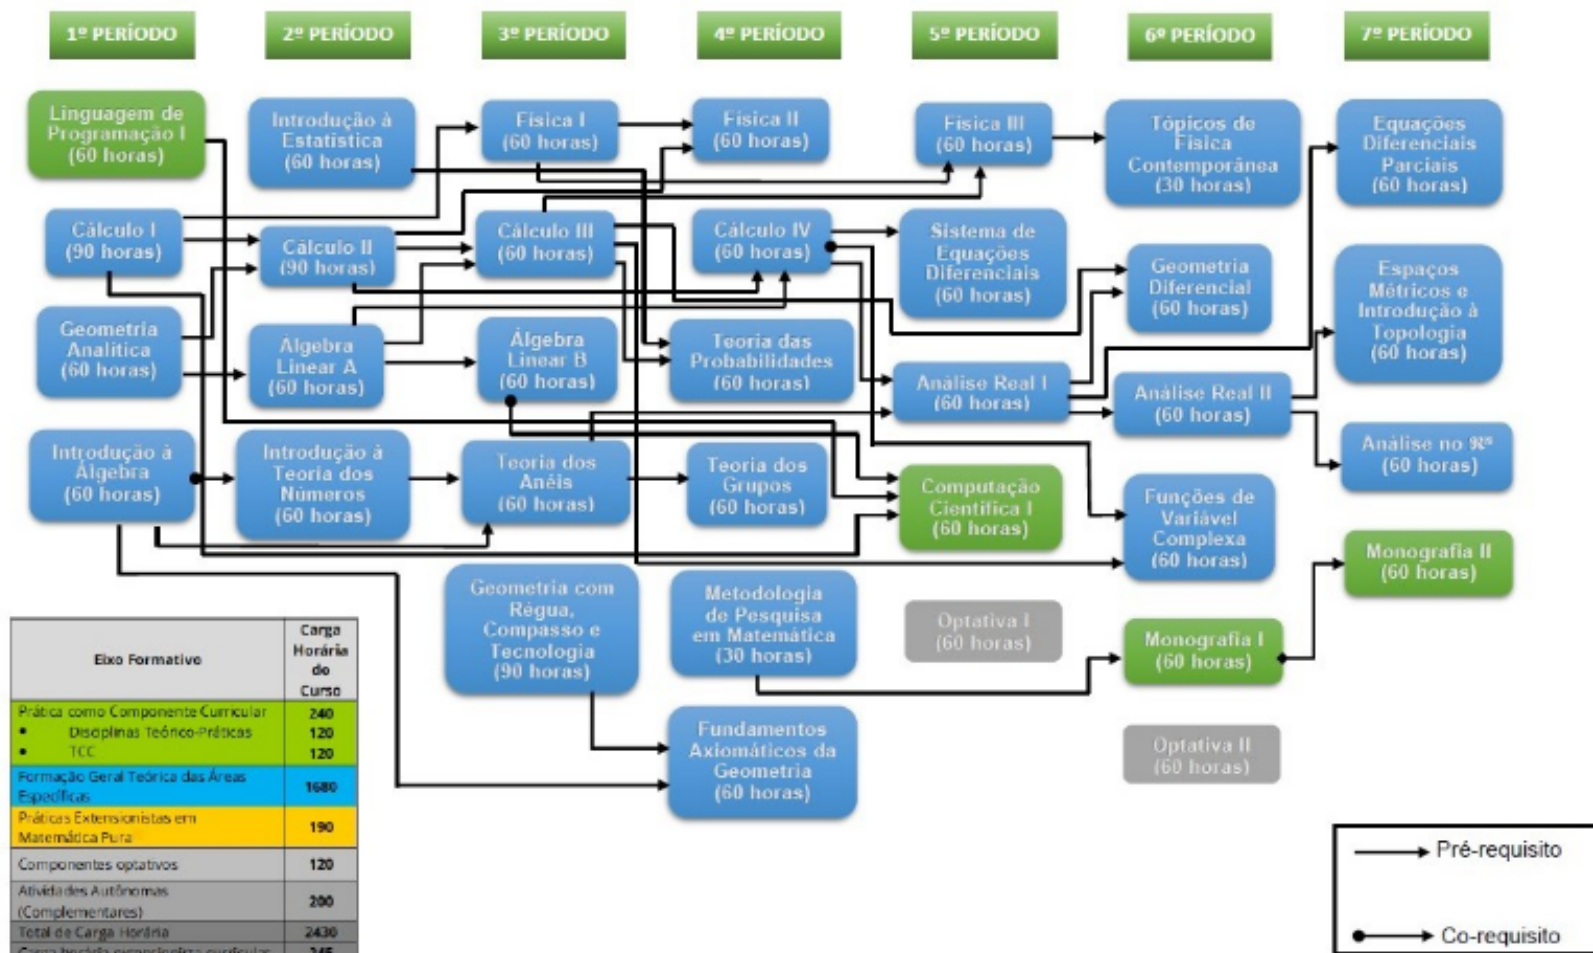 1º PERÍODO
2º PERÍODO
3º PERÍODO
4º PERÍODO
5º PERÍODO
6º PERÍODO
7º PERÍODO
Linguagem de
Programação I
(60 horas)
Introdução à
Estatística
(60 horas)
Física I
(60 horas)
Física II
(60 horas)
Física III
(60 horas)
Tópicos de
Física
Contemporânea
(30 horas)
Equações
Diferenciais
Parciais
(60 horas)
Cálculo I
(90 horas)
Cálculo II
(90 horas)
Cálculo III
(60 horas)
Cálculo IV
(60 horas)
Sistema de
Equações
Diferenciais
(60 horas)
Geometria
Diferencial
(60 horas)
Espaços
Métricos e
Introdução à
Topologia
(60 horas)
Geometria
Analítica
(60 horas)
Álgebra
Linear A
(60 horas)
Álgebra
Linear B
(60 horas)
Teoria das
Probabilidades
(60 horas)
Análise Real I
(60 horas)
Análise Real II
(60 horas)
Análise no ℜⁿ
(60 horas)
Introdução à
Álgebra
(60 horas)
Introdução à
Teoria dos
Números
(60 horas)
Teoria dos
Anéis
(60 horas)
Teoria dos
Grupos
(60 horas)
Computação
Científica I
(60 horas)
Funções de
Variável
Complexa
(60 horas)
Monografia II
(60 horas)
Geometria com
Régua,
Compasso e
Tecnologia
(90 horas)
Metodologia
de Pesquisa
em Matemática
(30 horas)
Optativa I
(60 horas)
Monografia I
(60 horas)
Fundamentos
Axiomáticos da
Geometria
(60 horas)
Optativa II
(60 horas)
Eixo Formativo
Carga
Horária
do
Curso
Prática como Componente Curricular 240
• Disciplinas Teórico-Práticas 120
• TCC 120
Formação Geral Teórica das Áreas
Específicas 1680
Práticas Extensionistas em
Matemática Pura 190
Componentes optativos 120
Atividades Autônomas
(Complementares) 200
Total de Carga Horária 2430
Carga horária extensionista curricular 245
Pré-requisito
Co-requisito